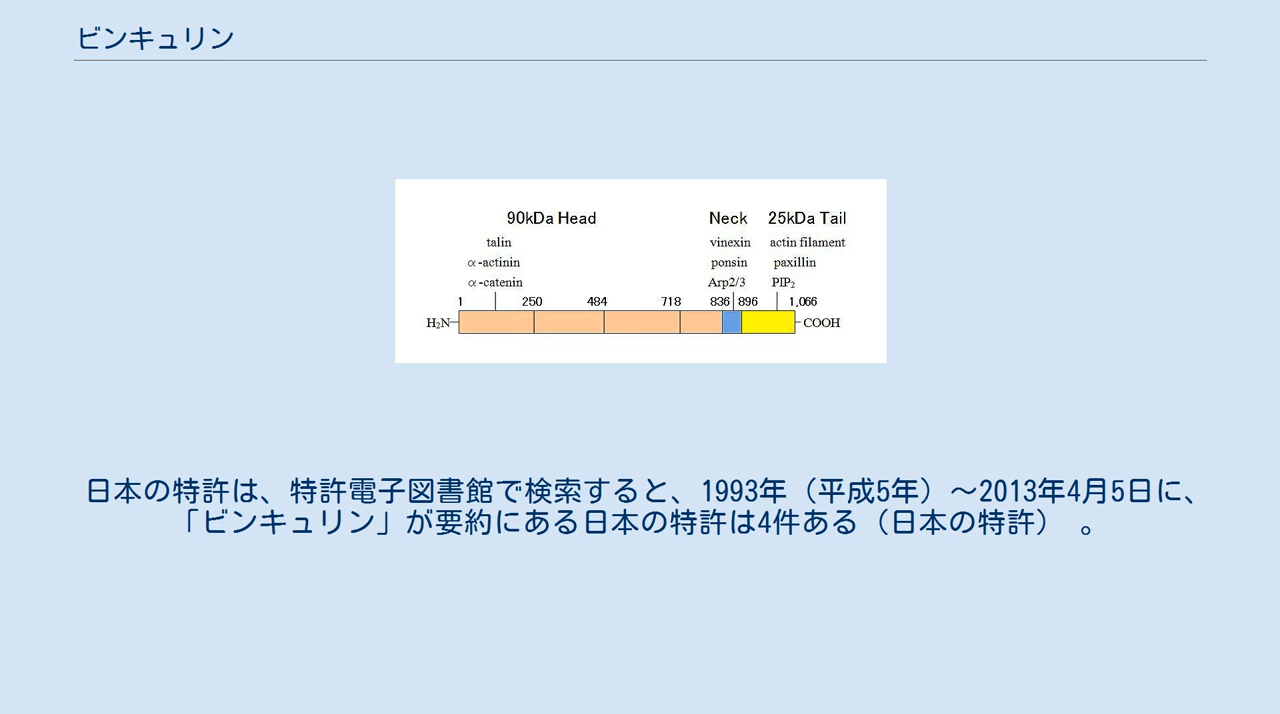 ビンキュリン
90kDa Head Neck 25kDa Tail
talin vinexin actin filament
α-actinin ponsin paxillin
α-catenin Arp2/3 PIP₂
1 250 484 718 836 896 1,066
H₂N COOH
日本の特許は、特許電子図書館で検索すると、1993年（平成5年）～2013年4月5日に、
「ビンキュリン」が要約にある日本の特許は4件ある（日本の特許） 。